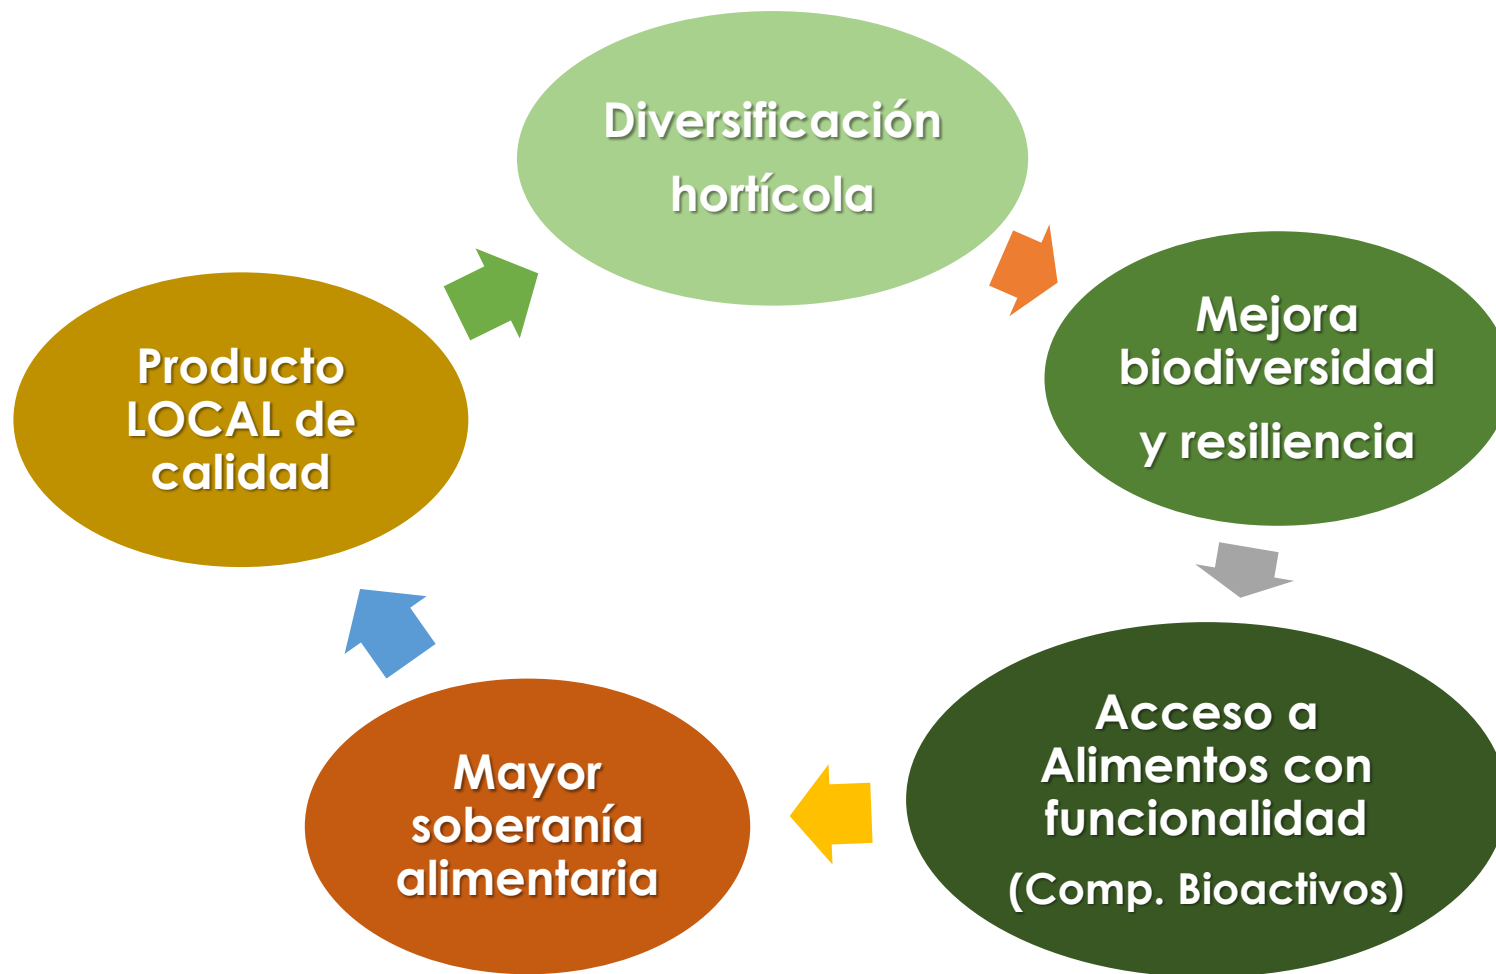 Diversificación
hortícola
Mejora
biodiversidad
y resiliencia
Acceso a
Alimentos con
funcionalidad
(Comp. Bioactivos)
Mayor
soberanía
alimentaria
Producto
LOCAL de
calidad